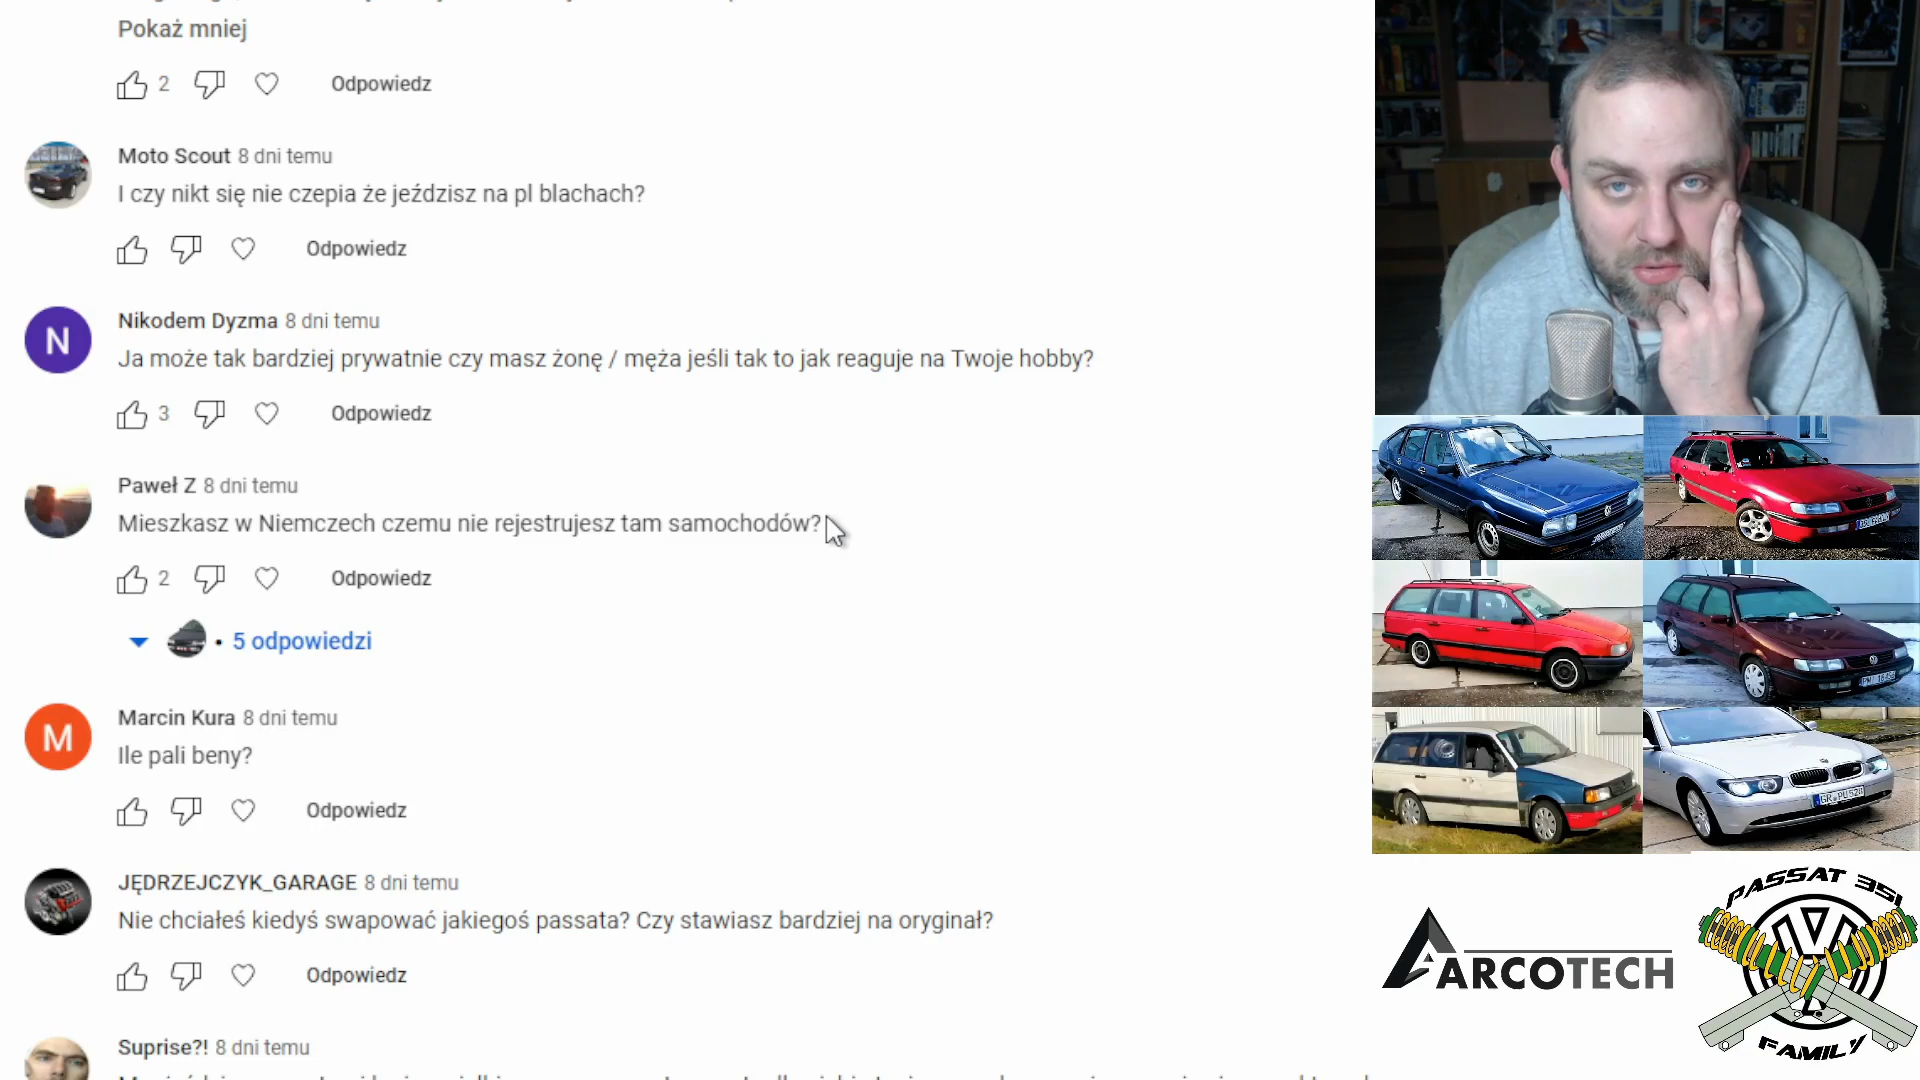 Pokaż mniej
2 Odpowiedz
Moto Scout 8 dni temu
I czy nikt się nie czepia że jeździsz na pl blachach?
Odpowiedz
N
Nikodem Dyzma 8 dni temu
Ja może tak bardziej prywatnie czy masz żonę / męża jeśli tak to jak reaguje na Twoje hobby?
3 Odpowiedz
Paweł Z 8 dni temu
Mieszkasz w Niemczech czemu nie rejestrujesz tam samochodów?
2 Odpowiedz
• 5 odpowiedzi
M
Marcin Kura 8 dni temu
Ile pali beny?
Odpowiedz
JĘDRZEJCZYK_GARAGE 8 dni temu
Nie chciałeś kiedyś swapować jakiegoś passata? Czy stawiasz bardziej na oryginał?
Odpowiedz
Suprise?! 8 dni temu
ARCOTECH
PASSAT 35I
FAMILY